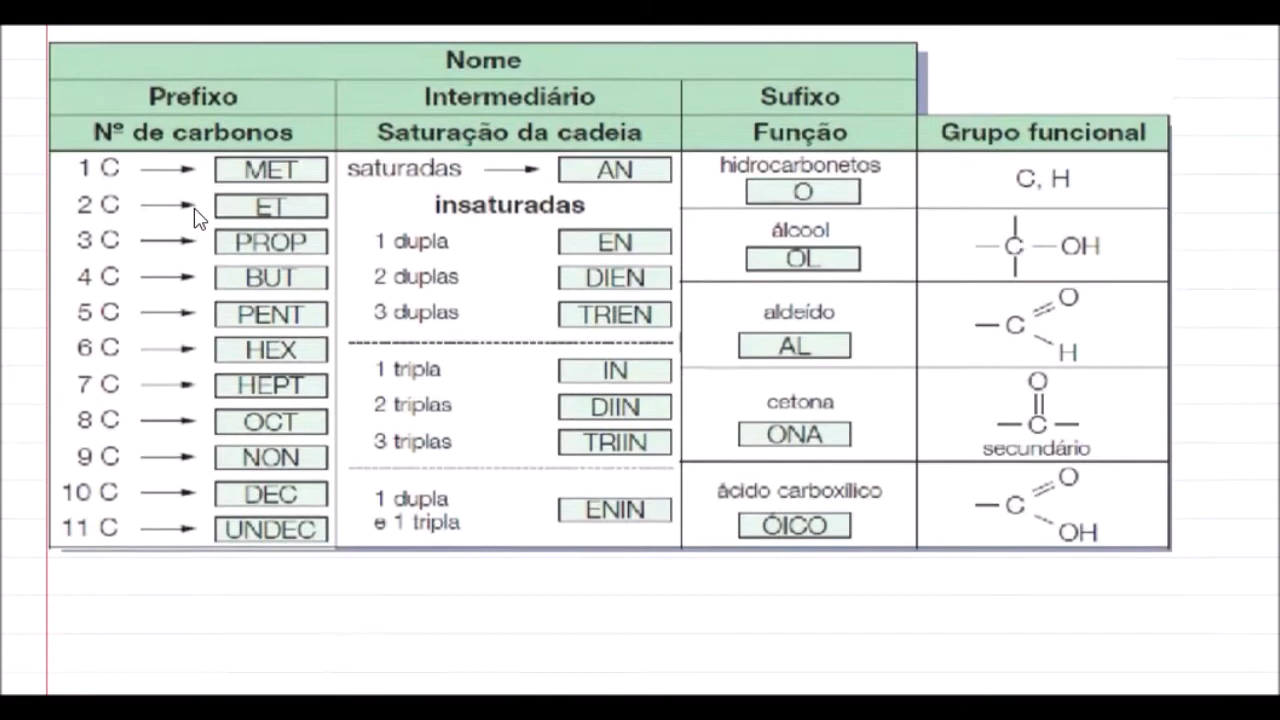 Nome
Prefixo Intermediário Sufixo
Nº de carbonos Saturação da cadeia Função Grupo funcional
1 C MET
2 C ET
3 C PROP
4 C BUT
5 C PENT
6 C HEX
7 C HEPT
8 C OCT
9 C NON
10 C DEC
11 C UNDEC
saturadas AN
insaturadas
1 dupla EN
2 duplas DIEN
3 duplas TRIEN
1 tripla IN
2 triplas DIIN
3 triplas TRIIN
1 dupla
e 1 tripla ENIN
hidrocarbonetos
O
álcool
OL
aldeído
AL
cetona
ONA
ácido carboxílico
ÓICO
C, H
C OH
O
C
H
O
C
secundário
O
C
OH